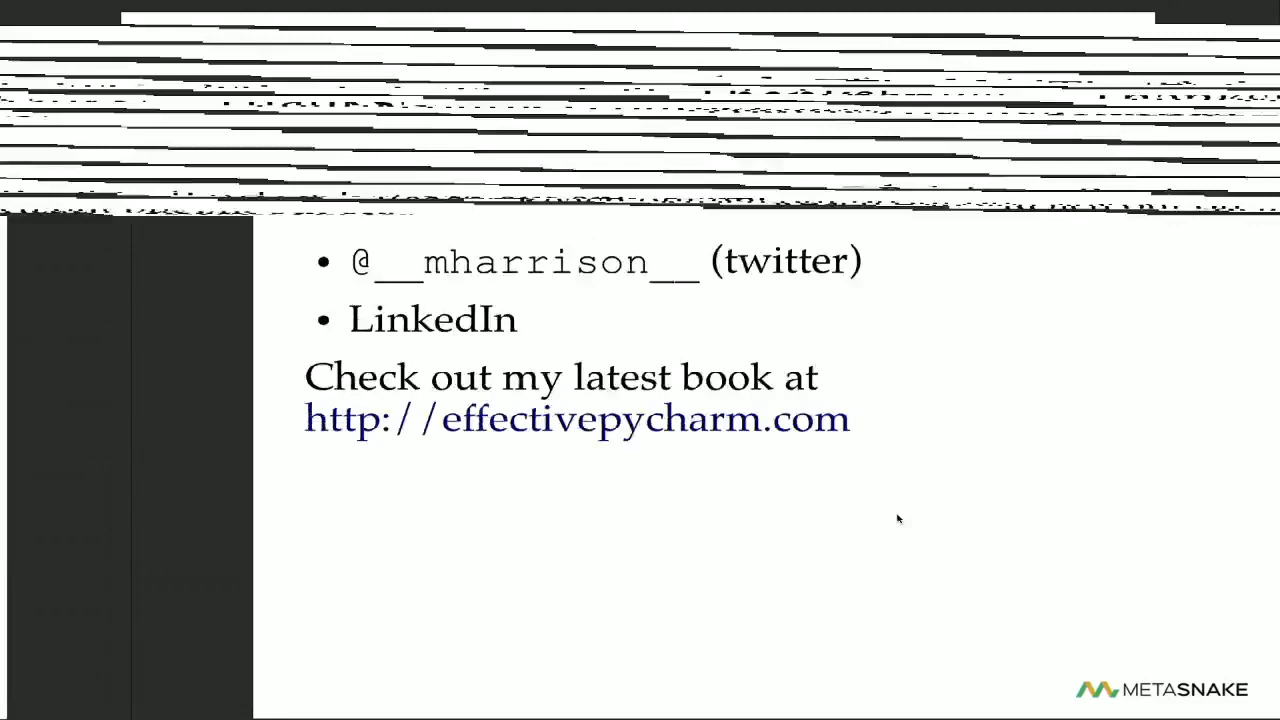 • @__mharrison__ (twitter)
• LinkedIn
Check out my latest book at
http://effectivepycharm.com
METASNAKE